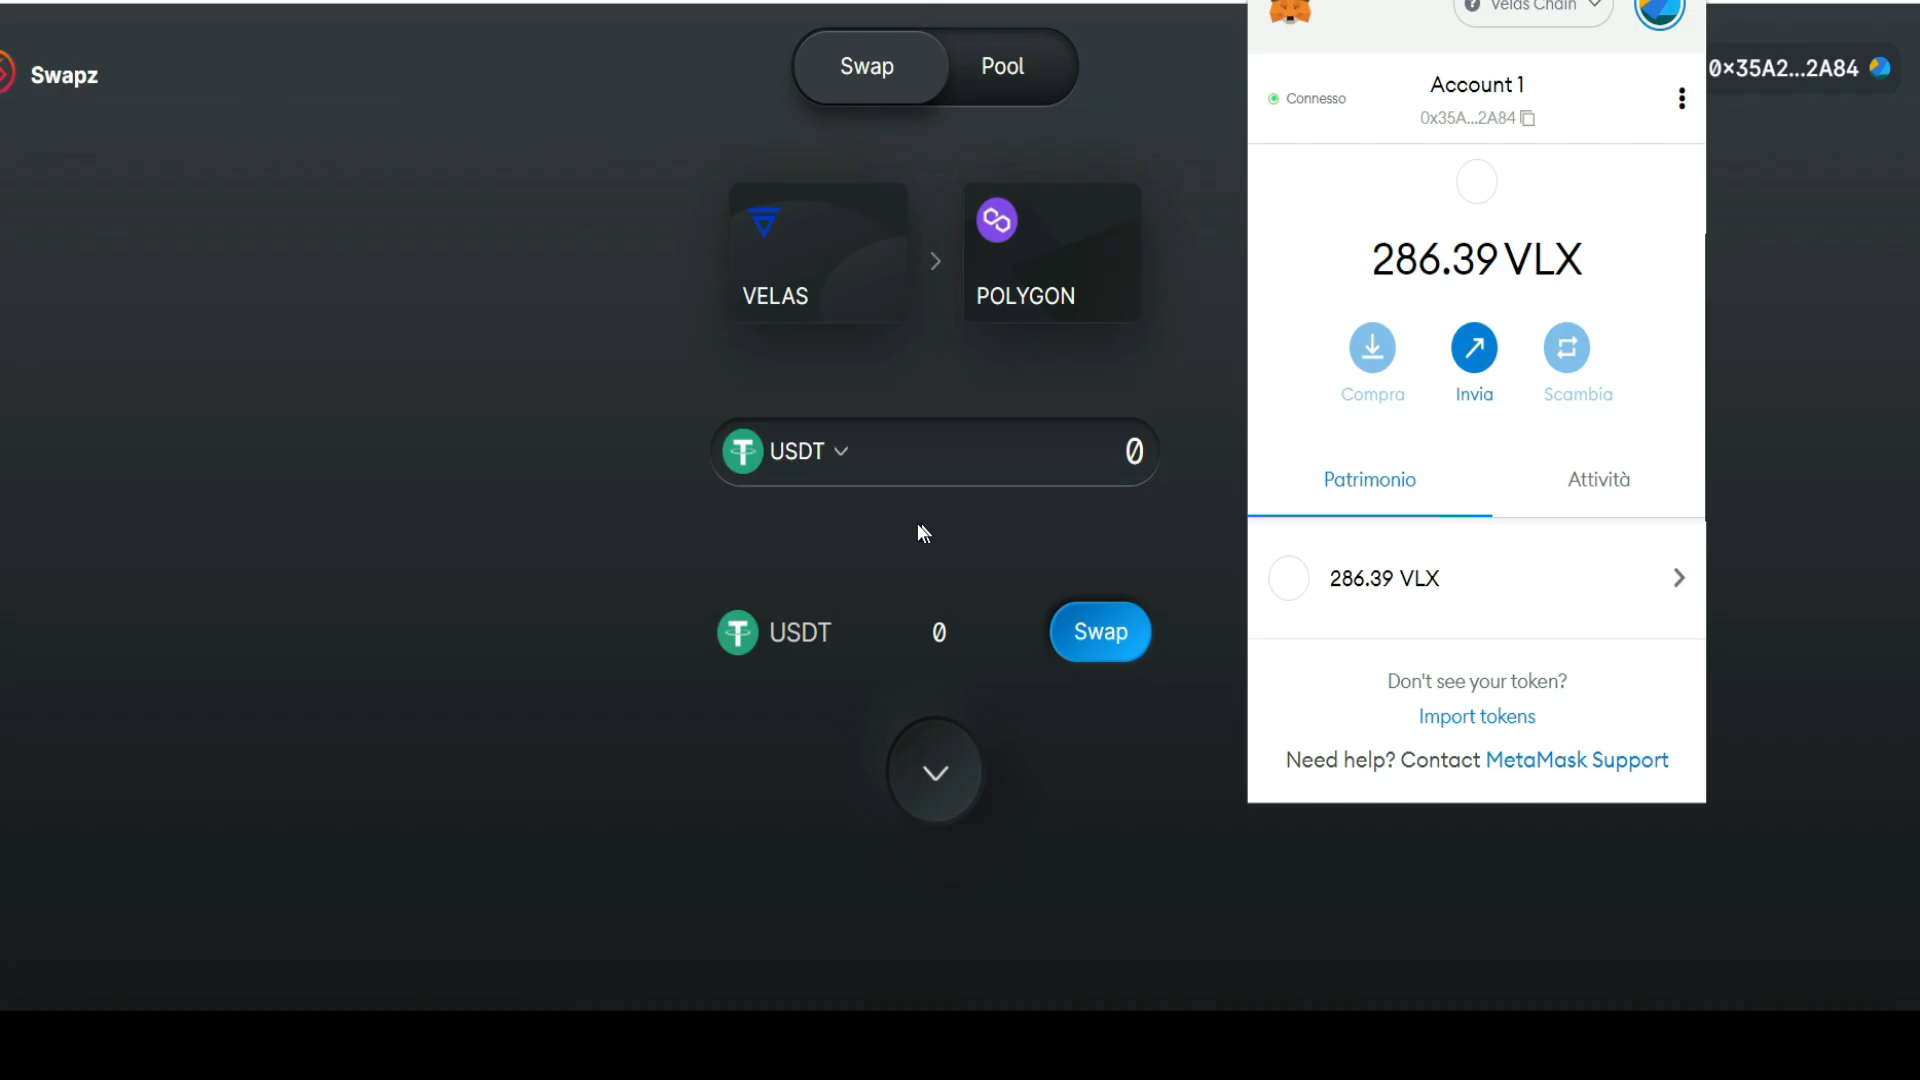 Swapz
Swap
Pool
VELAS
POLYGON
USDT
0
USDT
0
Swap
Velas Chain
0x35A2...2A84
Connesso
Account 1
0x35A...2A84
286.39 VLX
Compra
Invia
Scambia
Patrimonio
Attività
286.39 VLX
Don't see your token?
Import tokens
Need help? Contact MetaMask Support